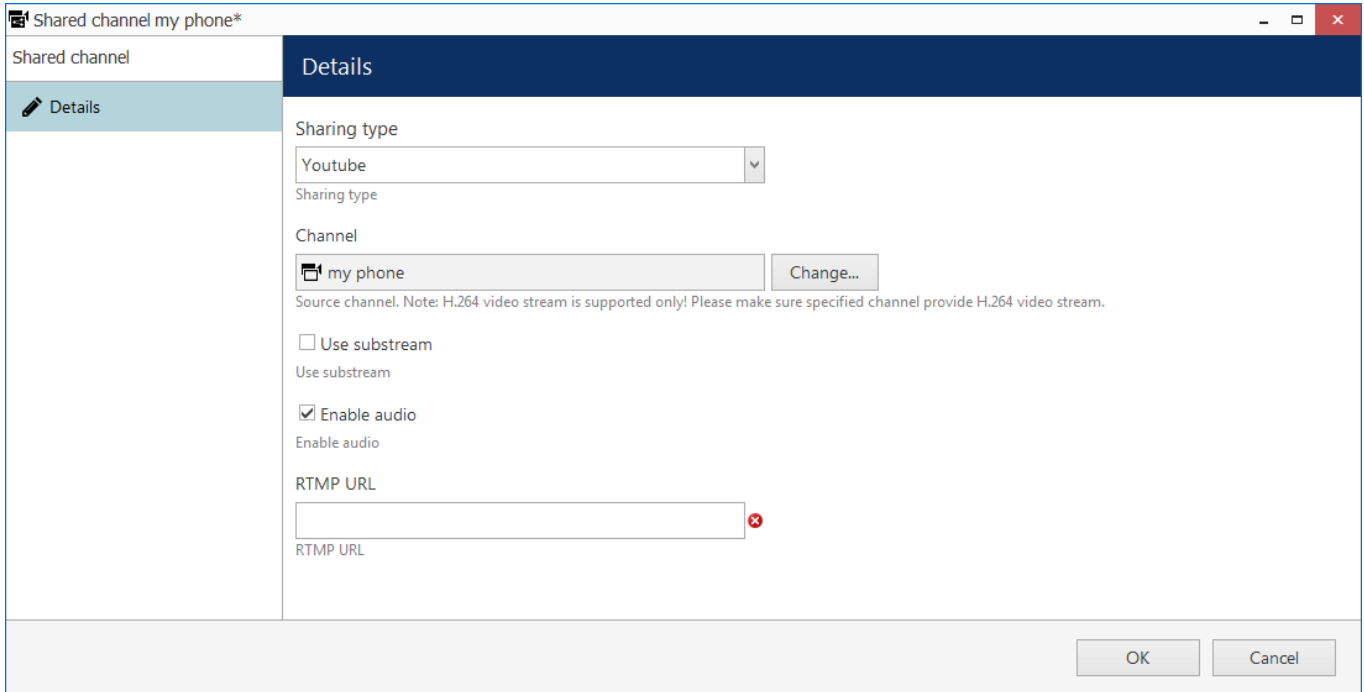 Shared channel my phone*
Shared channel
Details
Details
Sharing type
Youtube
Sharing type
Channel
my phone
Change...
Source channel. Note: H.264 video stream is supported only! Please make sure specified channel provide H.264 video stream.
Use substream
Use substream
Enable audio
Enable audio
RTMP URL
RTMP URL
OK
Cancel